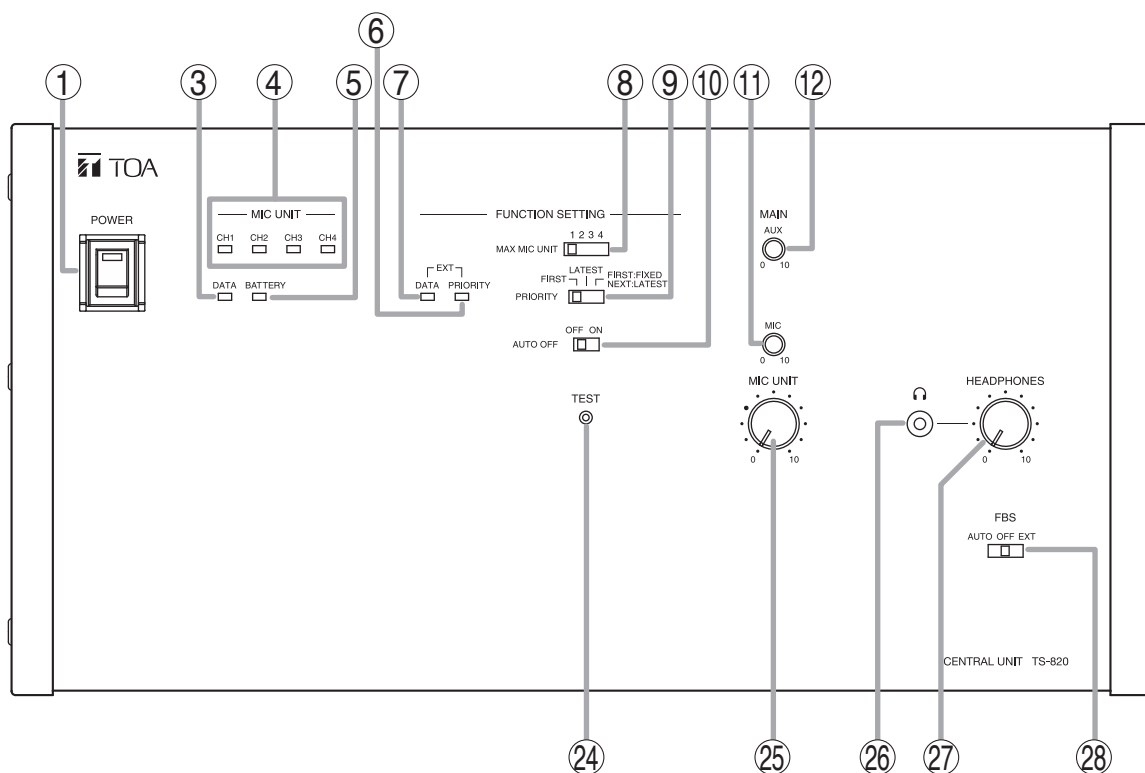 ⑥
① ③ ④ ⑤ ⑦ ⑧ ⑨ ⑩ ⑪ ⑫
TOA
POWER
MIC UNIT
CH1 CH2 CH3 CH4
DATA BATTERY
FUNCTION SETTING
1 2 3 4
MAX MIC UNIT
EXT
DATA PRIORITY
LATEST
FIRST FIRST:FIXED
NEXT:LATEST
PRIORITY
OFF ON
AUTO OFF
TEST
MAIN
AUX
0 10
MIC
0 10
MIC UNIT
0 10
HEADPHONES
0 10
FBS
AUTO OFF EXT
CENTRAL UNIT TS-820
㉔ ㉕ ㉖ ㉗ ㉘